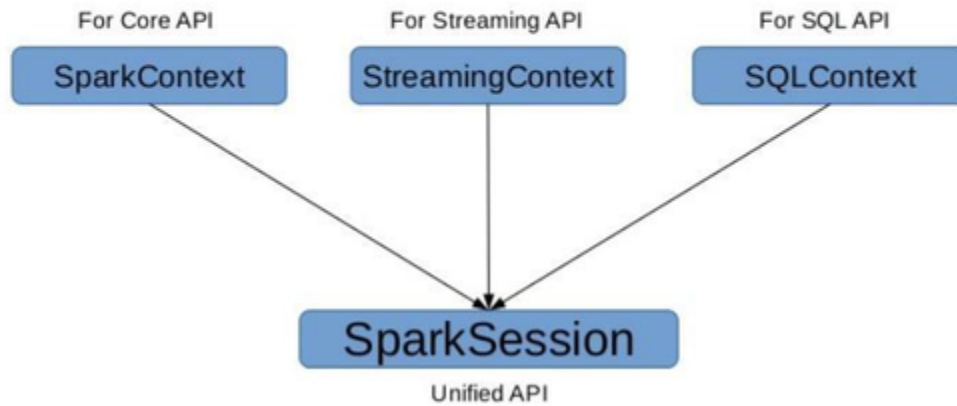 For Core API
For Streaming API
For SQL API
SparkContext
StreamingContext
SQLContext
SparkSession
Unified API